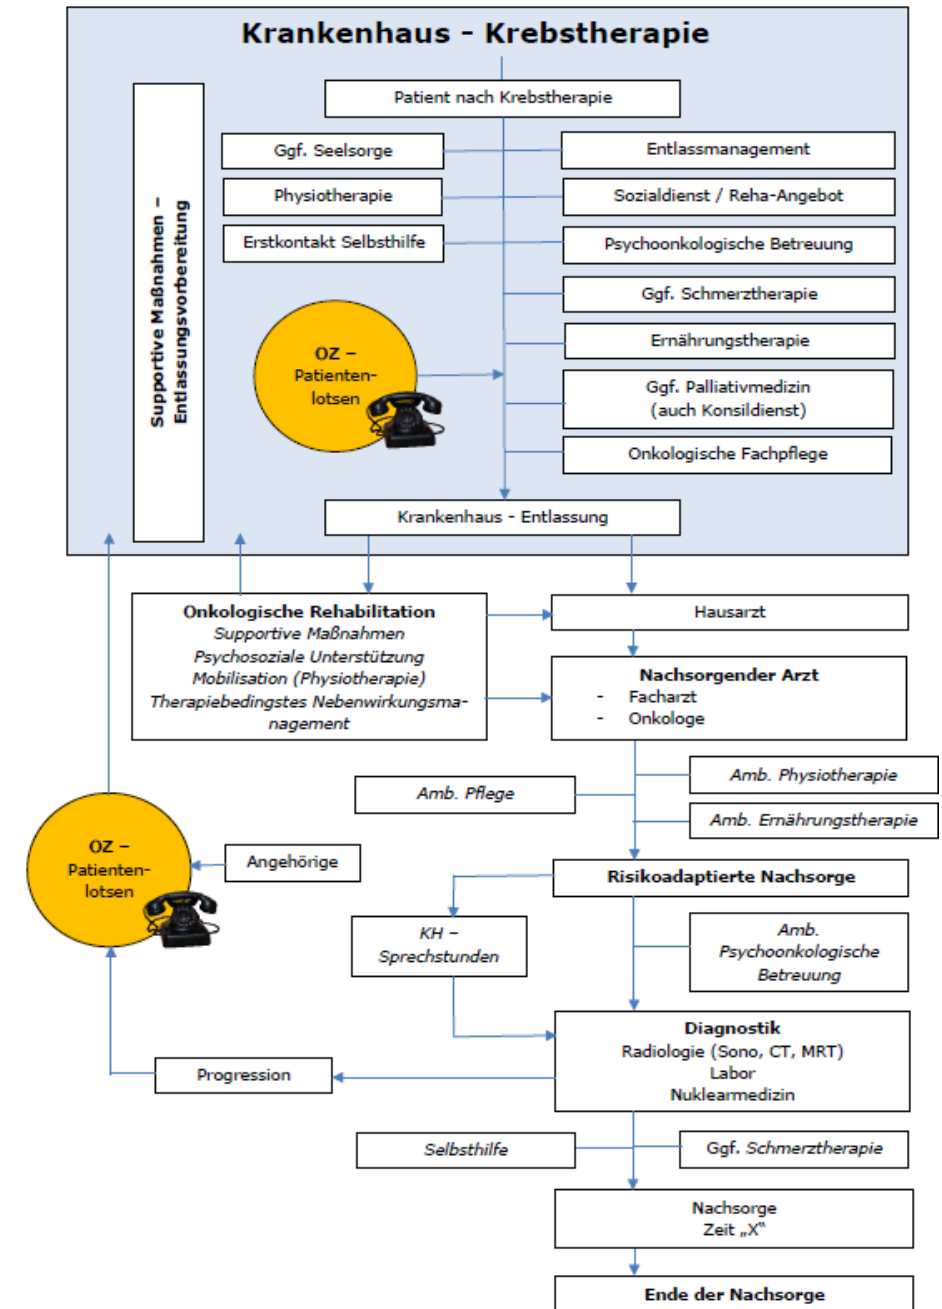 Krankenhaus - Krebstherapie
Patient nach Krebstherapie
Supportive Maßnahmen –
Entlassungsvorbereitung
Ggf. Seelsorge
Entlassmanagement
Physiotherapie
Sozialdienst / Reha-Angebot
Erstkontakt Selbsthilfe
Psychoonkologische Betreuung
Ggf. Schmerztherapie
Ernährungstherapie
OZ –
Patienten-
lotsen
Ggf. Palliativmedizin
(auch Konsildienst)
Onkologische Fachpflege
Krankenhaus - Entlassung
Onkologische Rehabilitation
Supportive Maßnahmen
Psychosoziale Unterstützung
Mobilisation (Physiotherapie)
Therapiebedingstes Nebenwirkungsma-
nagement
Hausarzt
Nachsorgender Arzt
- Facharzt
- Onkologe
Amb. Physiotherapie
Amb. Pflege
Amb. Ernährungstherapie
OZ –
Patienten-
lotsen
Angehörige
Risikoadaptierte Nachsorge
KH –
Sprechstunden
Amb.
Psychoonkologische
Betreuung
Diagnostik
Radiologie (Sono, CT, MRT)
Labor
Nuklearmedizin
Progression
Selbsthilfe
Ggf. Schmerztherapie
Nachsorge
Zeit „X“
Ende der Nachsorge